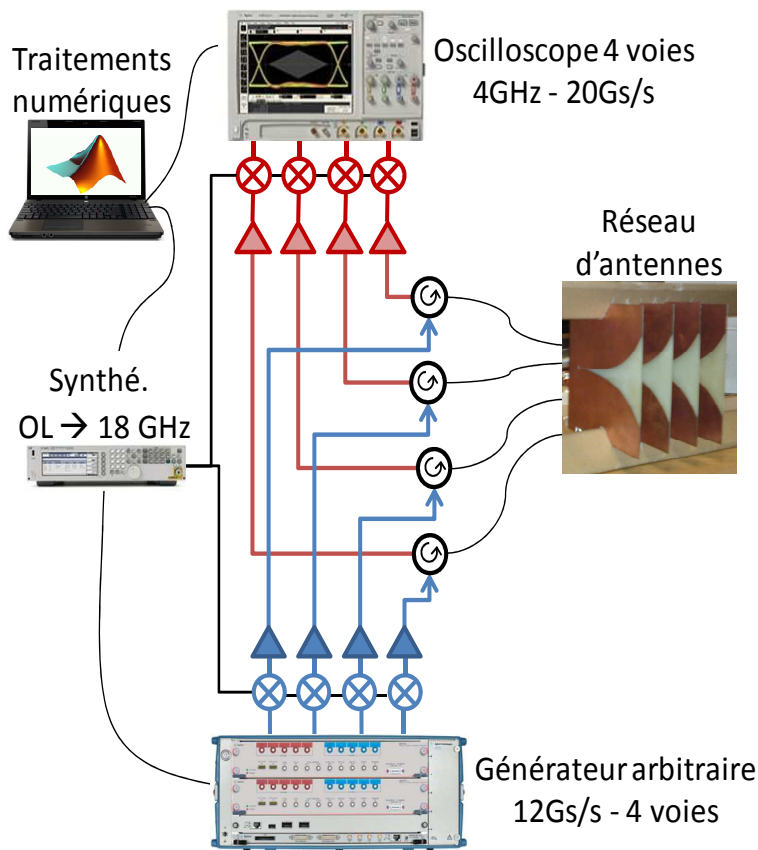 Traitements
numériques
Oscilloscope 4 voies
4GHz - 20Gs/s
Réseau
d'antennes
Synthé.
OL → 18 GHz
Générateur arbitraire
12Gs/s - 4 voies